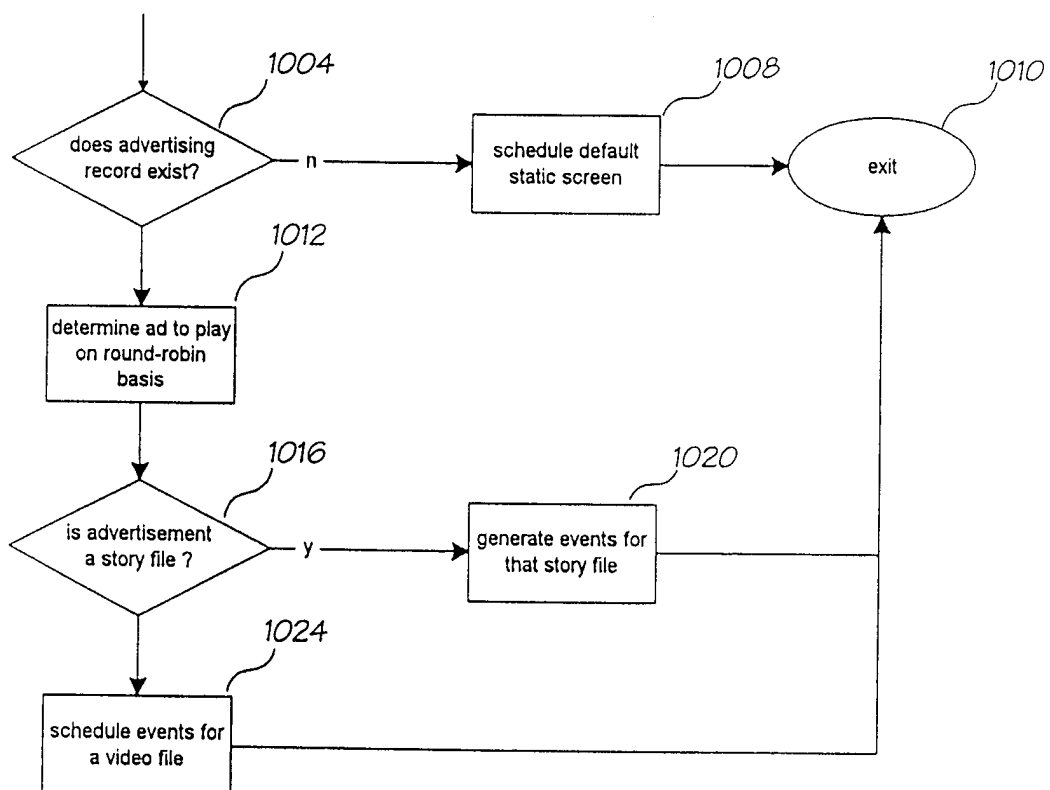 1004
does advertising
record exist?
n
1008
schedule default
static screen
1010
exit
1012
determine ad to play
on round-robin
basis
1016
is advertisement
a story file ?
y
1020
generate events for
that story file
1024
schedule events for
a video file